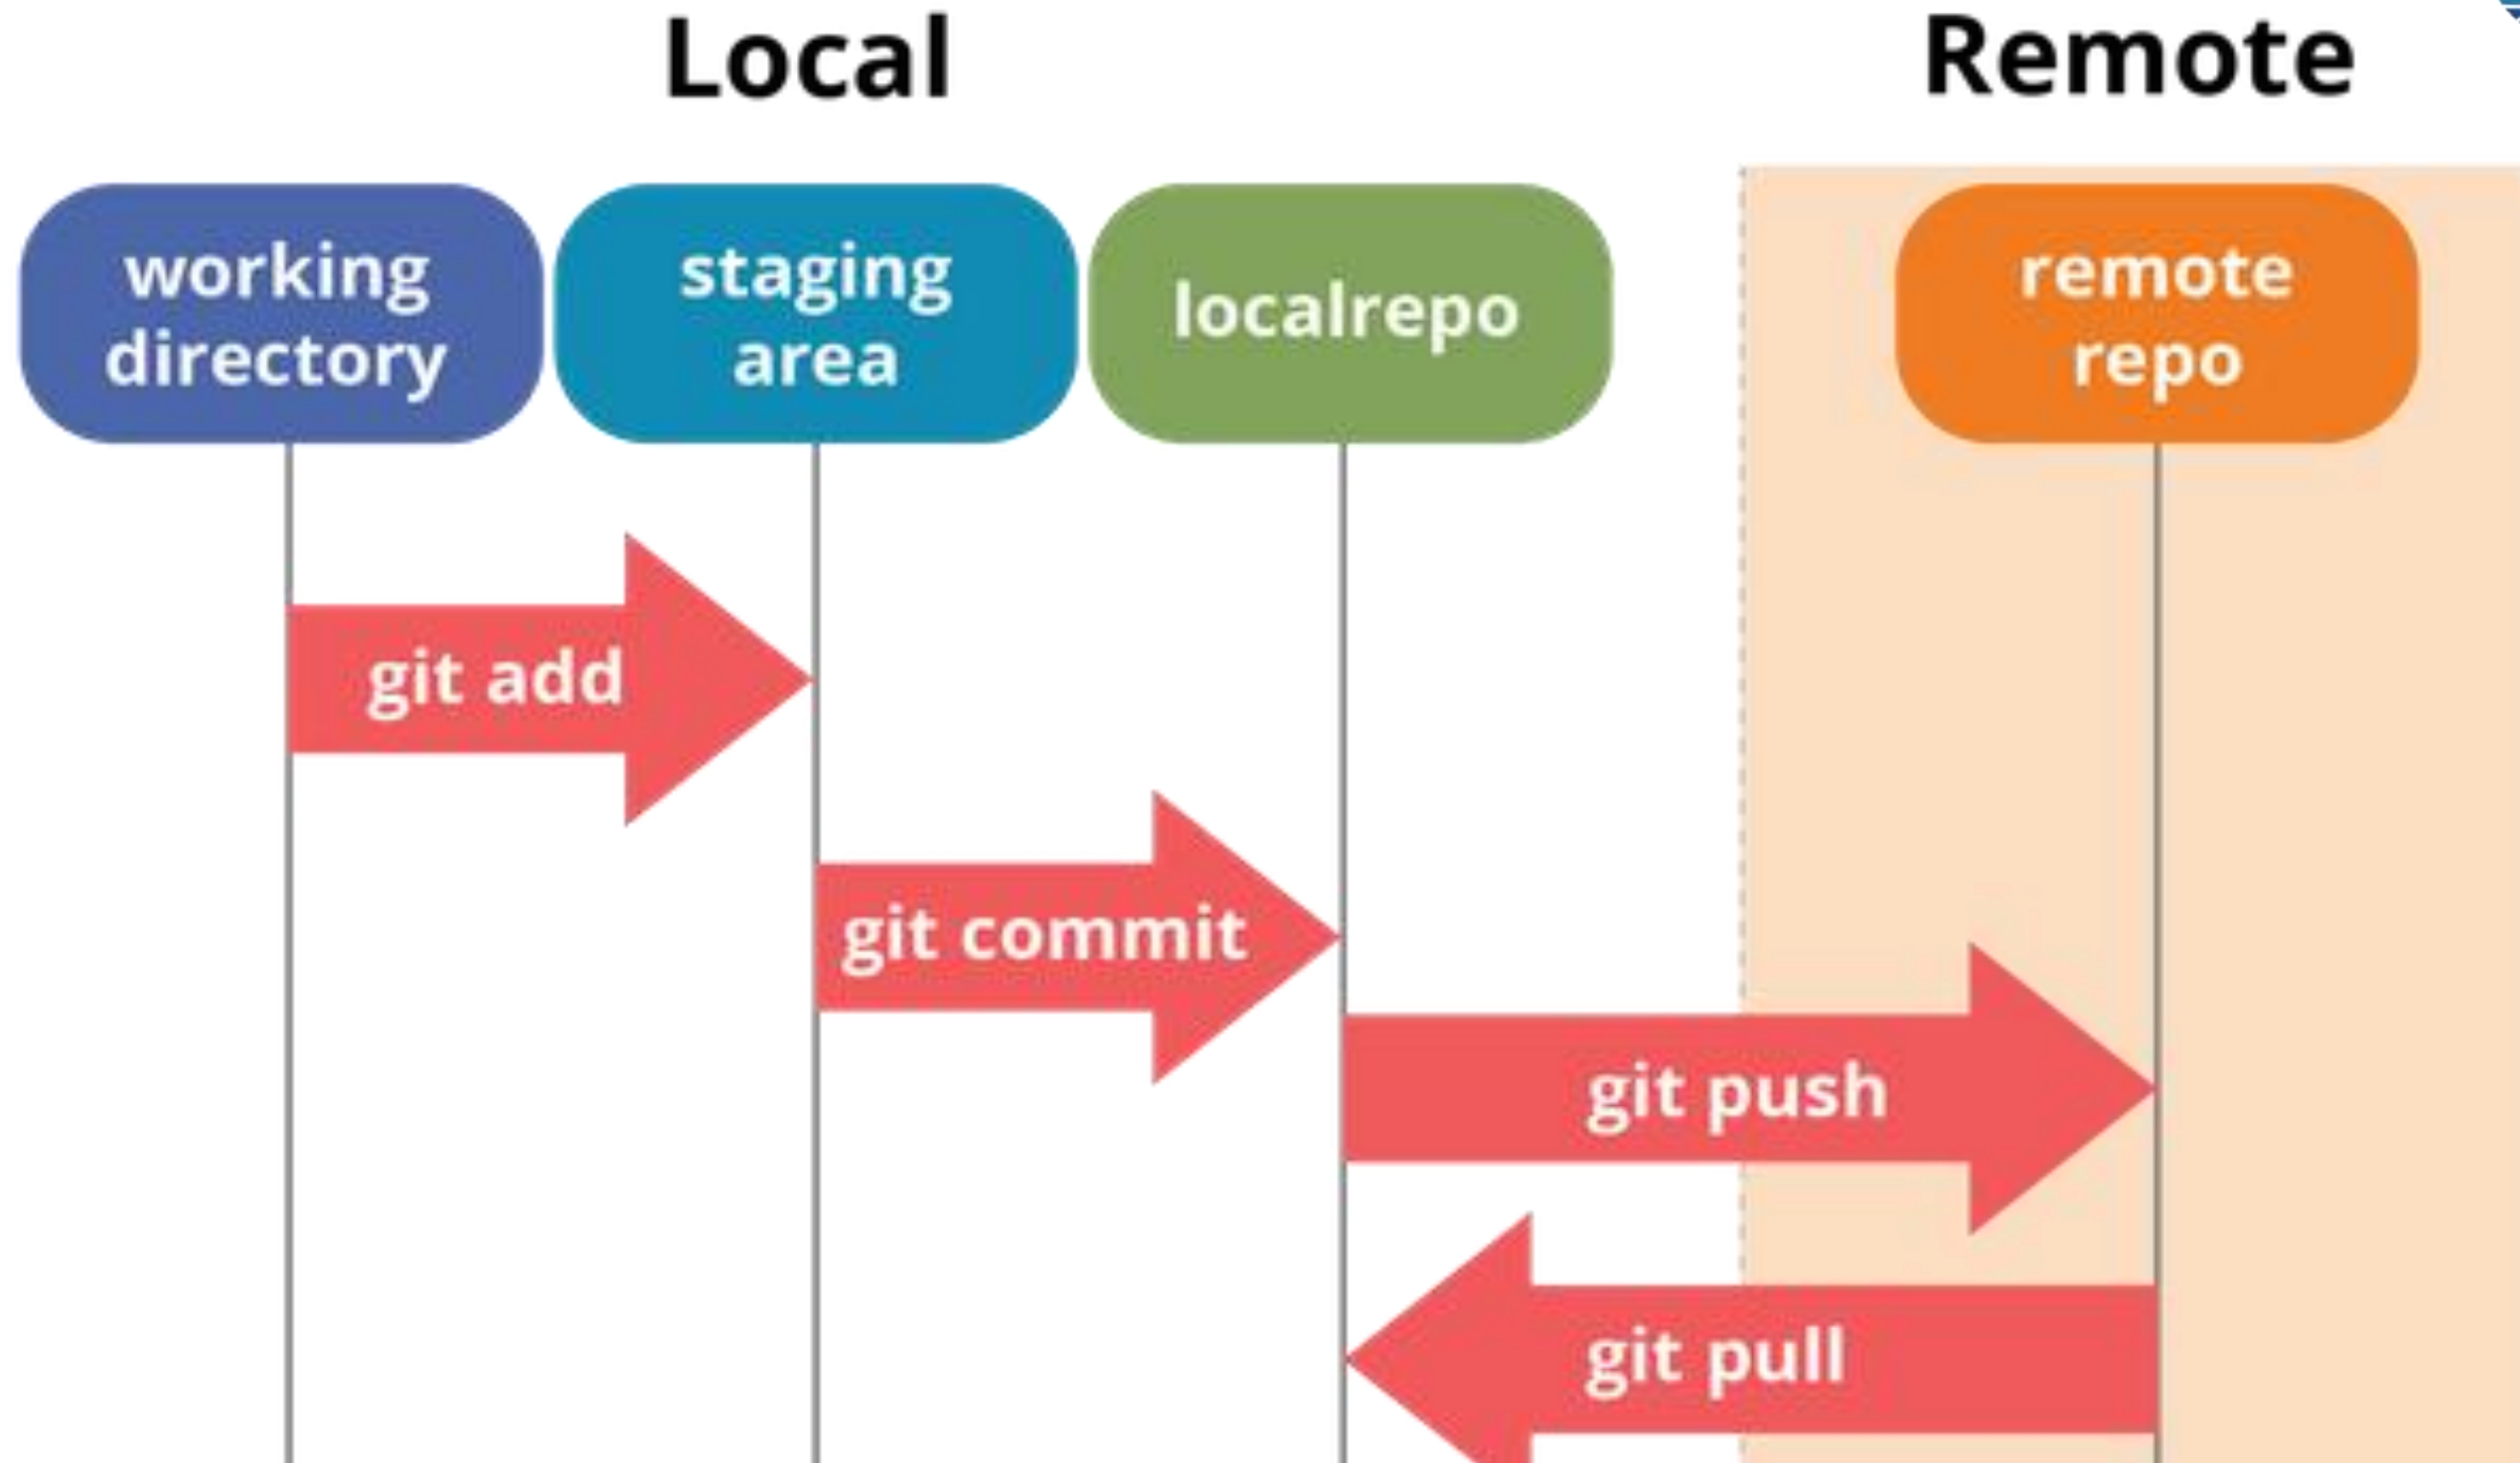 Local
Remote
working
directory
staging
area
localrepo
remote
repo
git add
git commit
git push
git pull